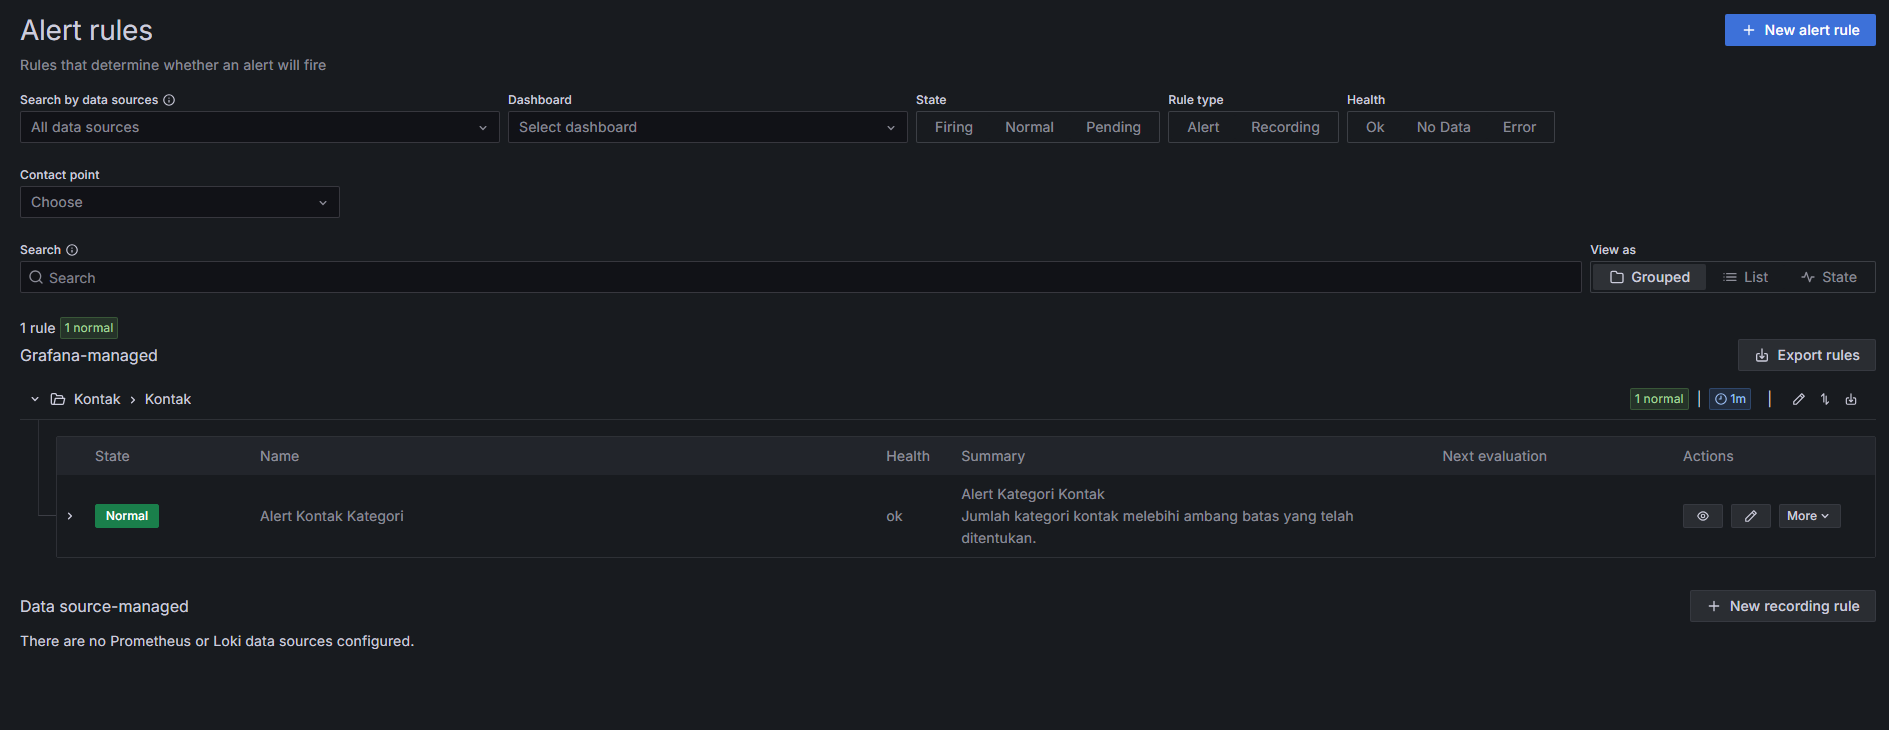 Alert rules
New alert rule
Rules that determine whether an alert will fire
Search by data sources Dashboard State Rule type Health
All data sources Select dashboard Firing Normal Pending Alert Recording Ok No Data Error
Contact point
Choose
Search View as
Search Grouped List State
1 rule 1 normal
Grafana-managed Export rules
Kontak › Kontak 1 normal 1m
State Name Health Summary Next evaluation Actions
Normal Alert Kontak Kategori ok Alert Kategori Kontak
Jumlah kategori kontak melebihi ambang batas yang telah
ditentukan.
More
Data source-managed New recording rule
There are no Prometheus or Loki data sources configured.